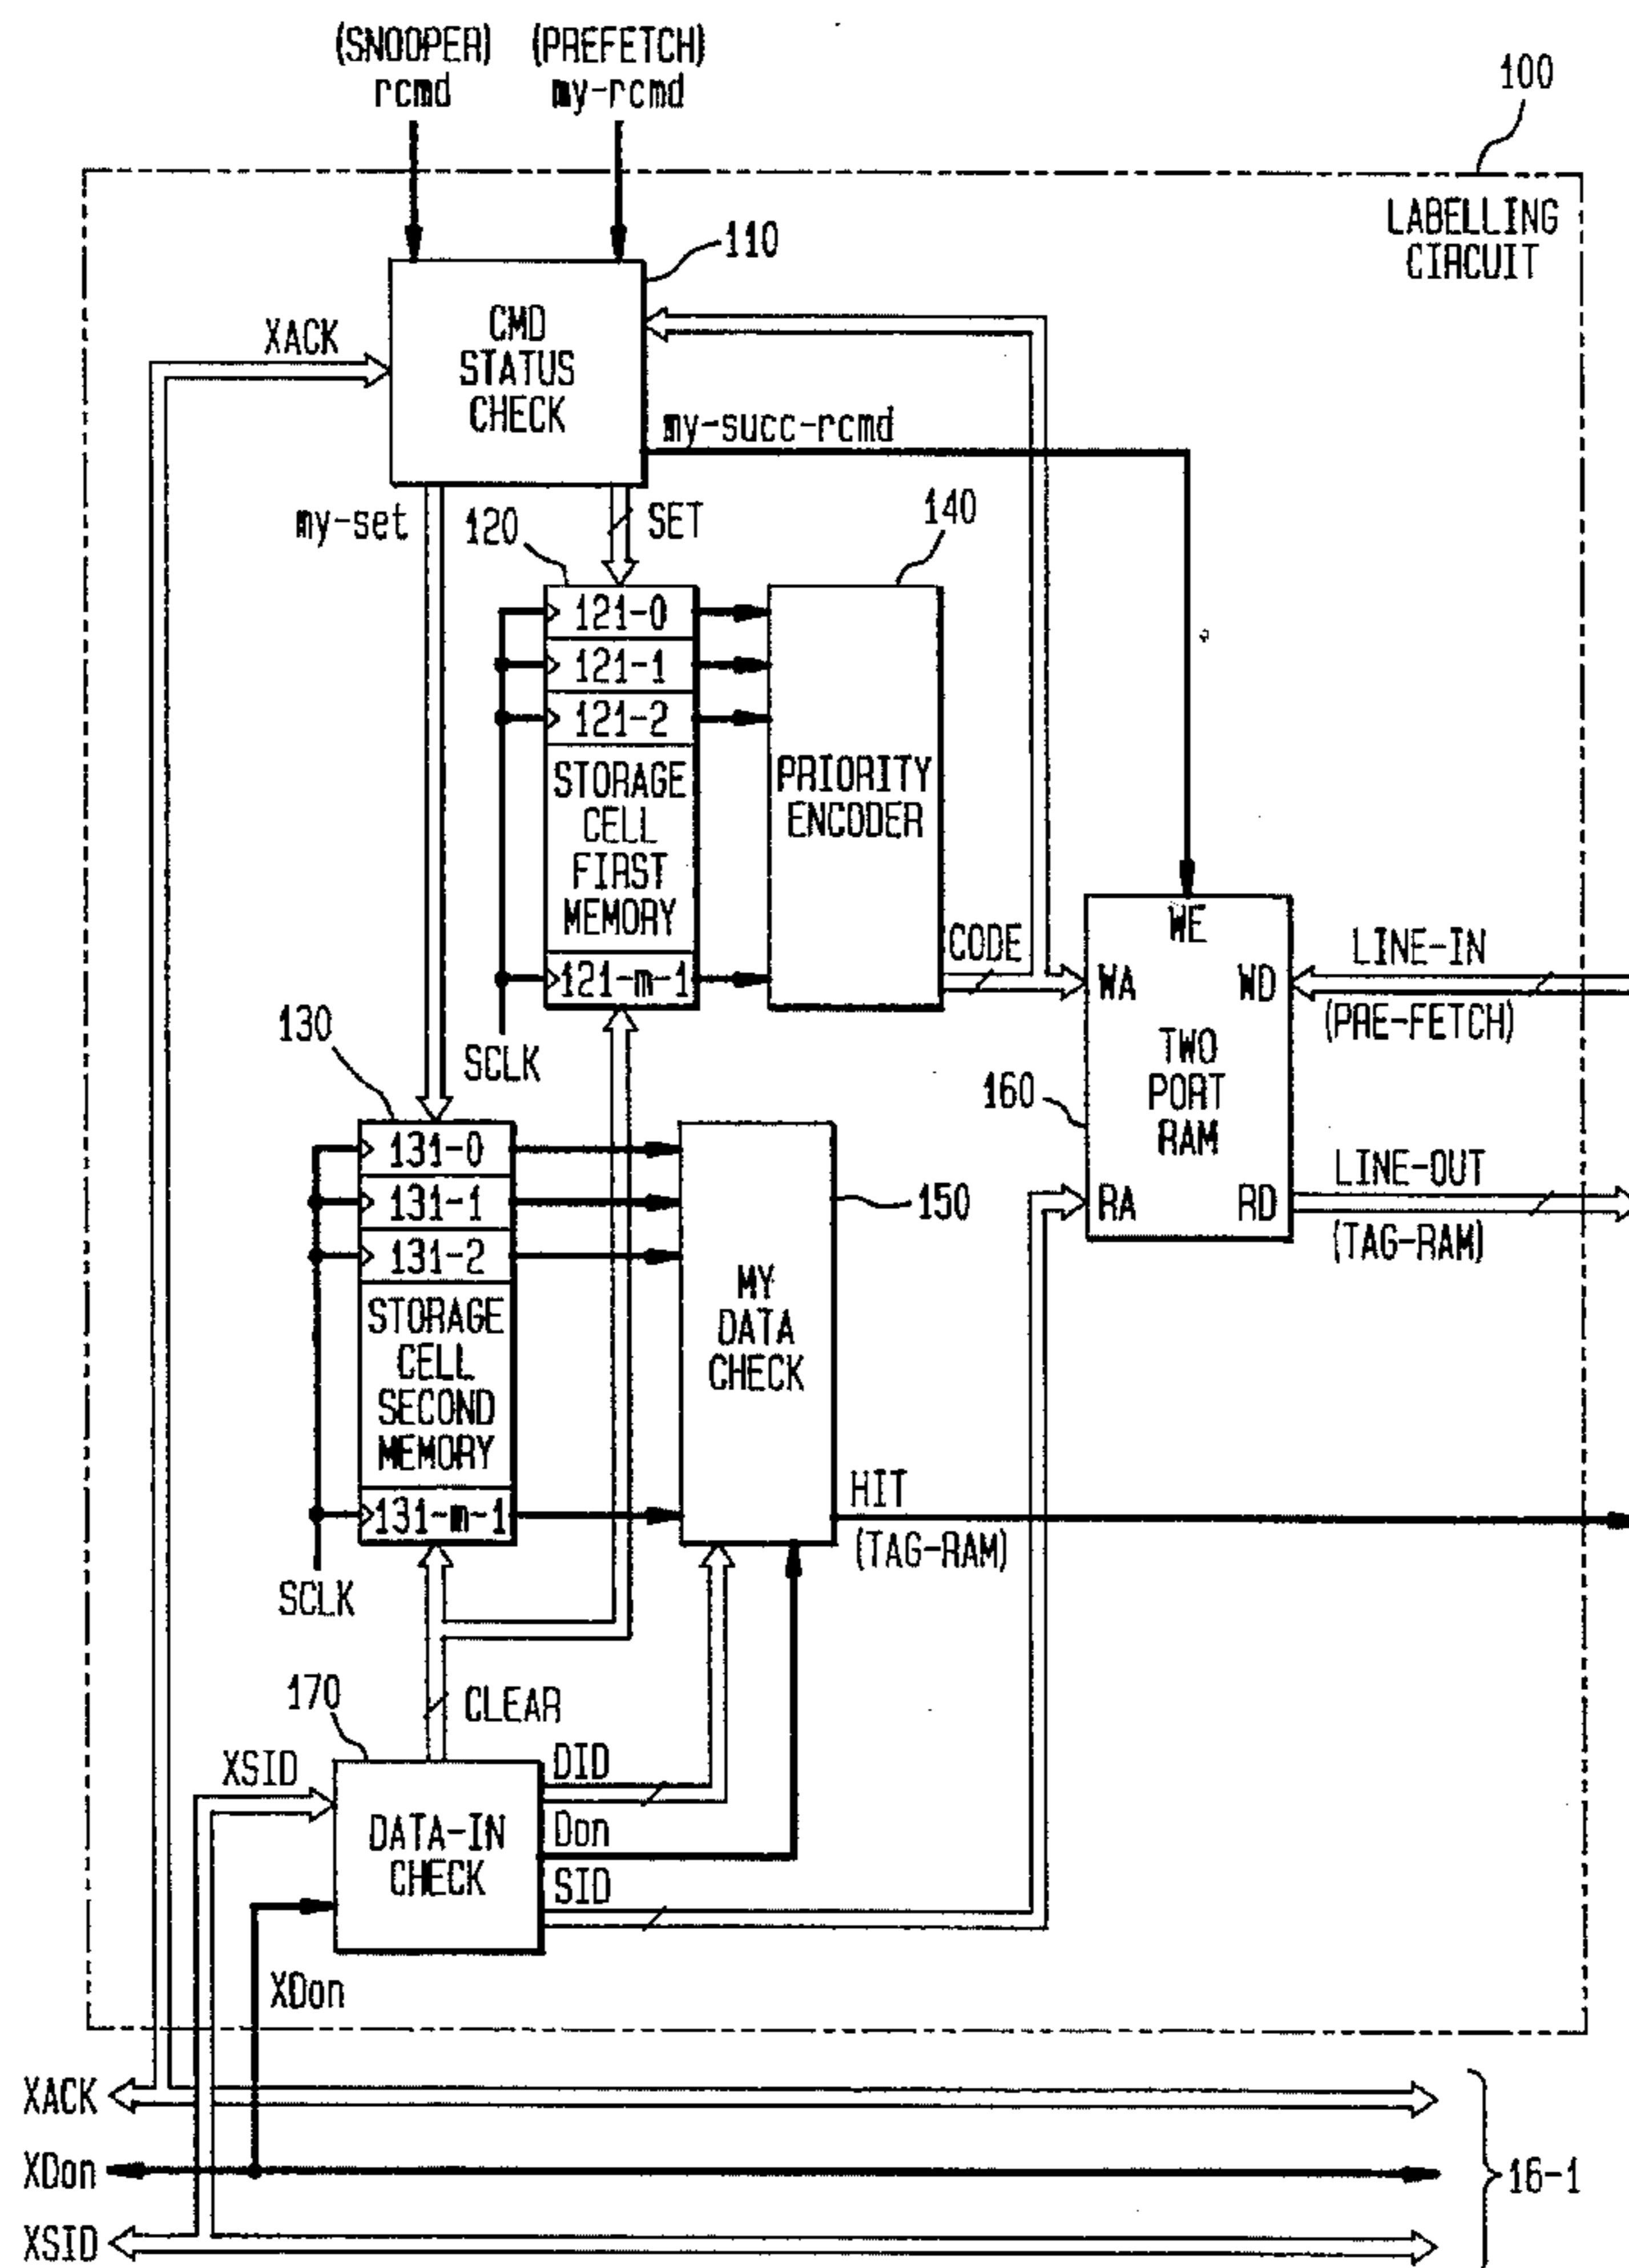 (SNOOPER) (PREFETCH)
rcmd my-rcmd
100
LABELLING
CIRCUIT
110
CMD
STATUS
CHECK
XACK
my-succ-rcmd
my-set
120
SET
140
121-0
121-1
121-2
STORAGE
CELL
FIRST
MEMORY
121-m-1
PRIORITY
ENCODER
CODE
SCLK
WE
WA WD
TWO
PORT
RAM
RA RD
160
LINE-IN
(PRE-FETCH)
LINE-OUT
(TAG-RAM)
130
131-0
131-1
131-2
STORAGE
CELL
SECOND
MEMORY
131-m-1
150
MY
DATA
CHECK
HIT
(TAG-RAM)
SCLK
170
CLEAR
XSID
DATA-IN
CHECK
DID
Don
SID
XDon
XACK
XDon
XSID
16-1